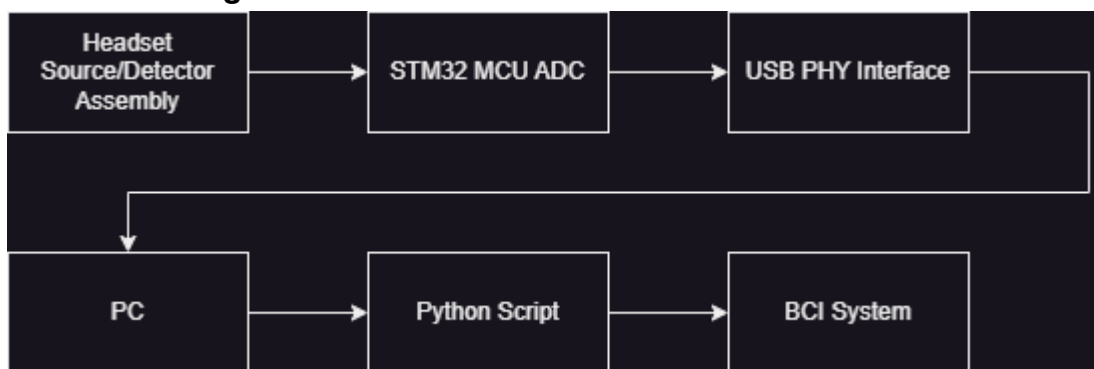 Headset
Source/Detector
Assembly
STM32 MCU ADC
USB PHY Interface
PC
Python Script
BCI System